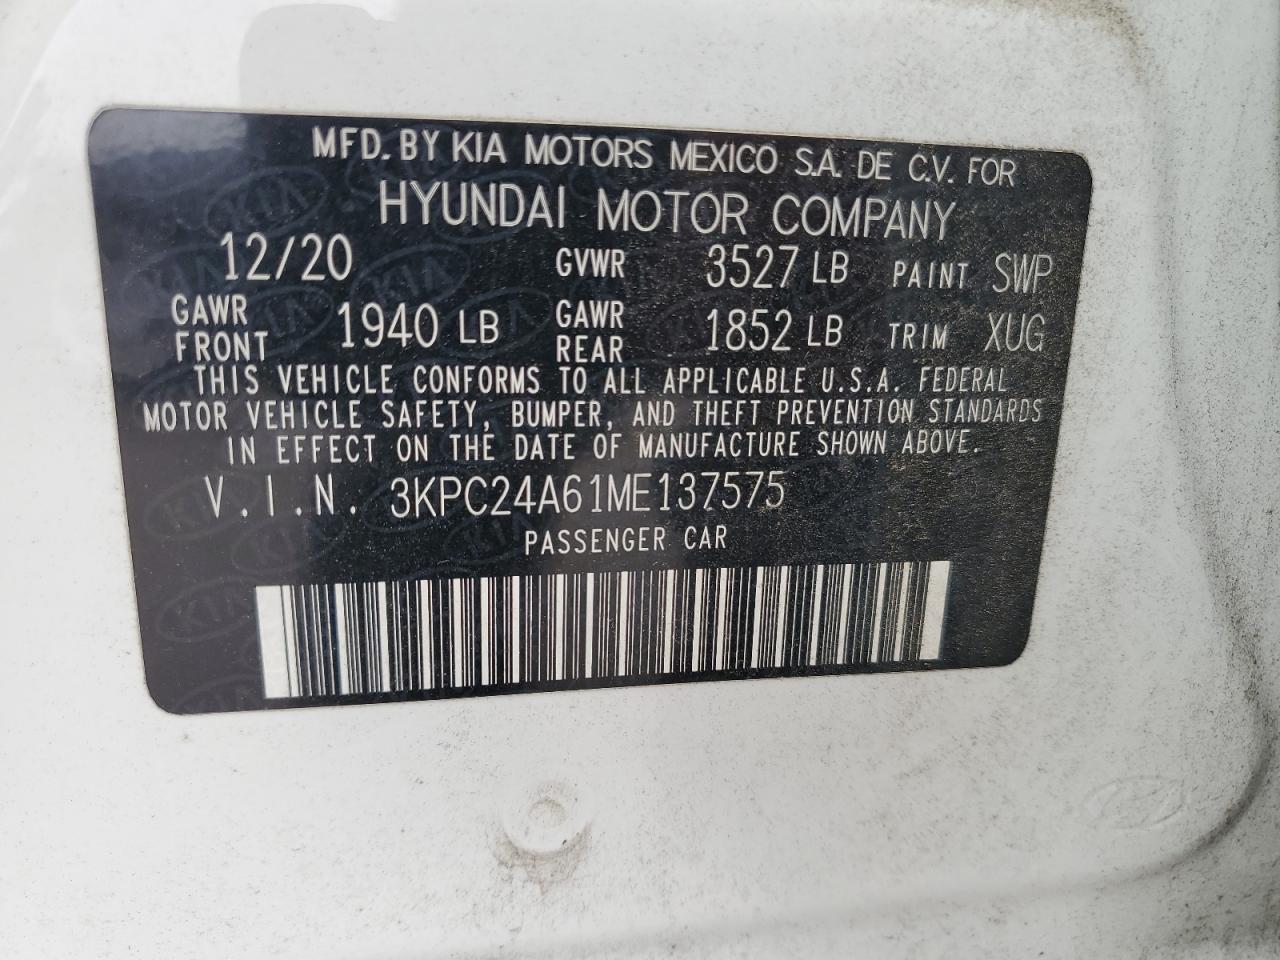 MFD. BY KIA MOTORS MEXICO S.A. DE C.V. FOR
HYUNDAI MOTOR COMPANY
12/20 GVWR 3527 LB PAINT SWP
GAWR FRONT 1940 LB GAWR REAR 1852 LB TRIM XUG
THIS VEHICLE CONFORMS TO ALL APPLICABLE U.S.A. FEDERAL
MOTOR VEHICLE SAFETY, BUMPER, AND THEFT PREVENTION STANDARDS
IN EFFECT ON THE DATE OF MANUFACTURE SHOWN ABOVE.
V.I.N. 3KPC24A61ME137575
PASSENGER CAR